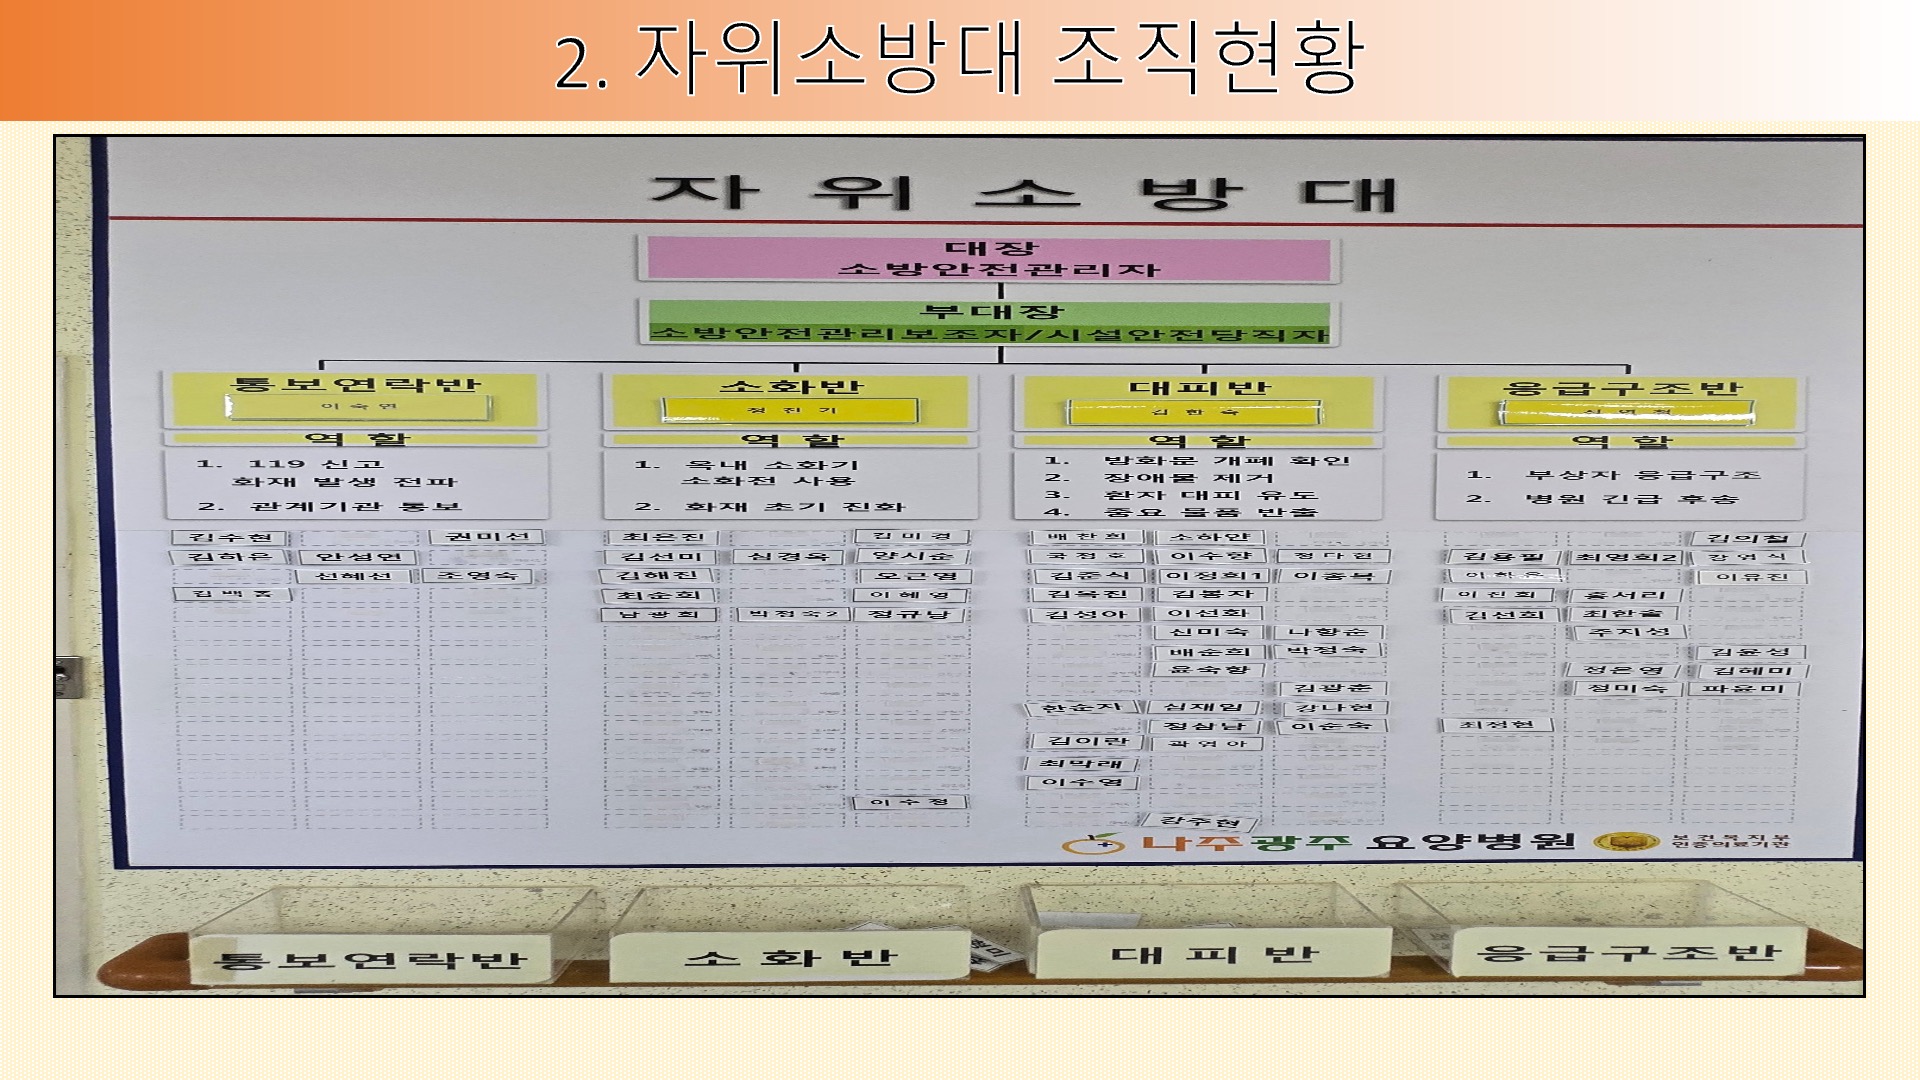 2. 자위소방대 조직현황
자 위 소 방 대
대장
소방안전관리자
부대장
소방안전관리보조자/시설안전당직자
통보연락반 소화반 대피반 응급구조반
이숙연 정진기 김한숙
역 할 역 할 역 할 역 할
1. 119 신고
화재 발생 전파
2. 관계기관 통보
1. 옥내 소화기
소화전 사용
2. 화재 초기 진화
1. 방화문 개폐 확인
2. 장애물 제거
3. 환자 대피 유도
4. 중요 물품 반출
1. 부상자 응급구조
2. 병원 긴급 후송
김수현 권미선
김하은 안성연
선혜선 조영숙
김백홈
최은진 김미경
김선미 심경옥 양시순
김해진 오근영
최순희 이혜영
남광희 박정숙2 정규남
이수정
배찬희 소하얀
국정호 이수향 정다현
김준식 이정희1 이종복
김옥진 김봉자
김성아 이선화
신미숙 나향순
배순희 박정숙
윤숙향
김광훈
한순자 심재임 강나현
정삼남 이순숙
김이란 곽연아
최막래
이수영
강주현
김의철
김용필 최영희2 강연식
이유진
이진희 홍서리
김선희 최한솔
주지성
김윤성
정은영 김혜미
정미숙 파윤미
최정현
나주광주 요양병원
보건복지부
인증의료기관
통보연락반 소 화 반 대 피 반 응급구조반